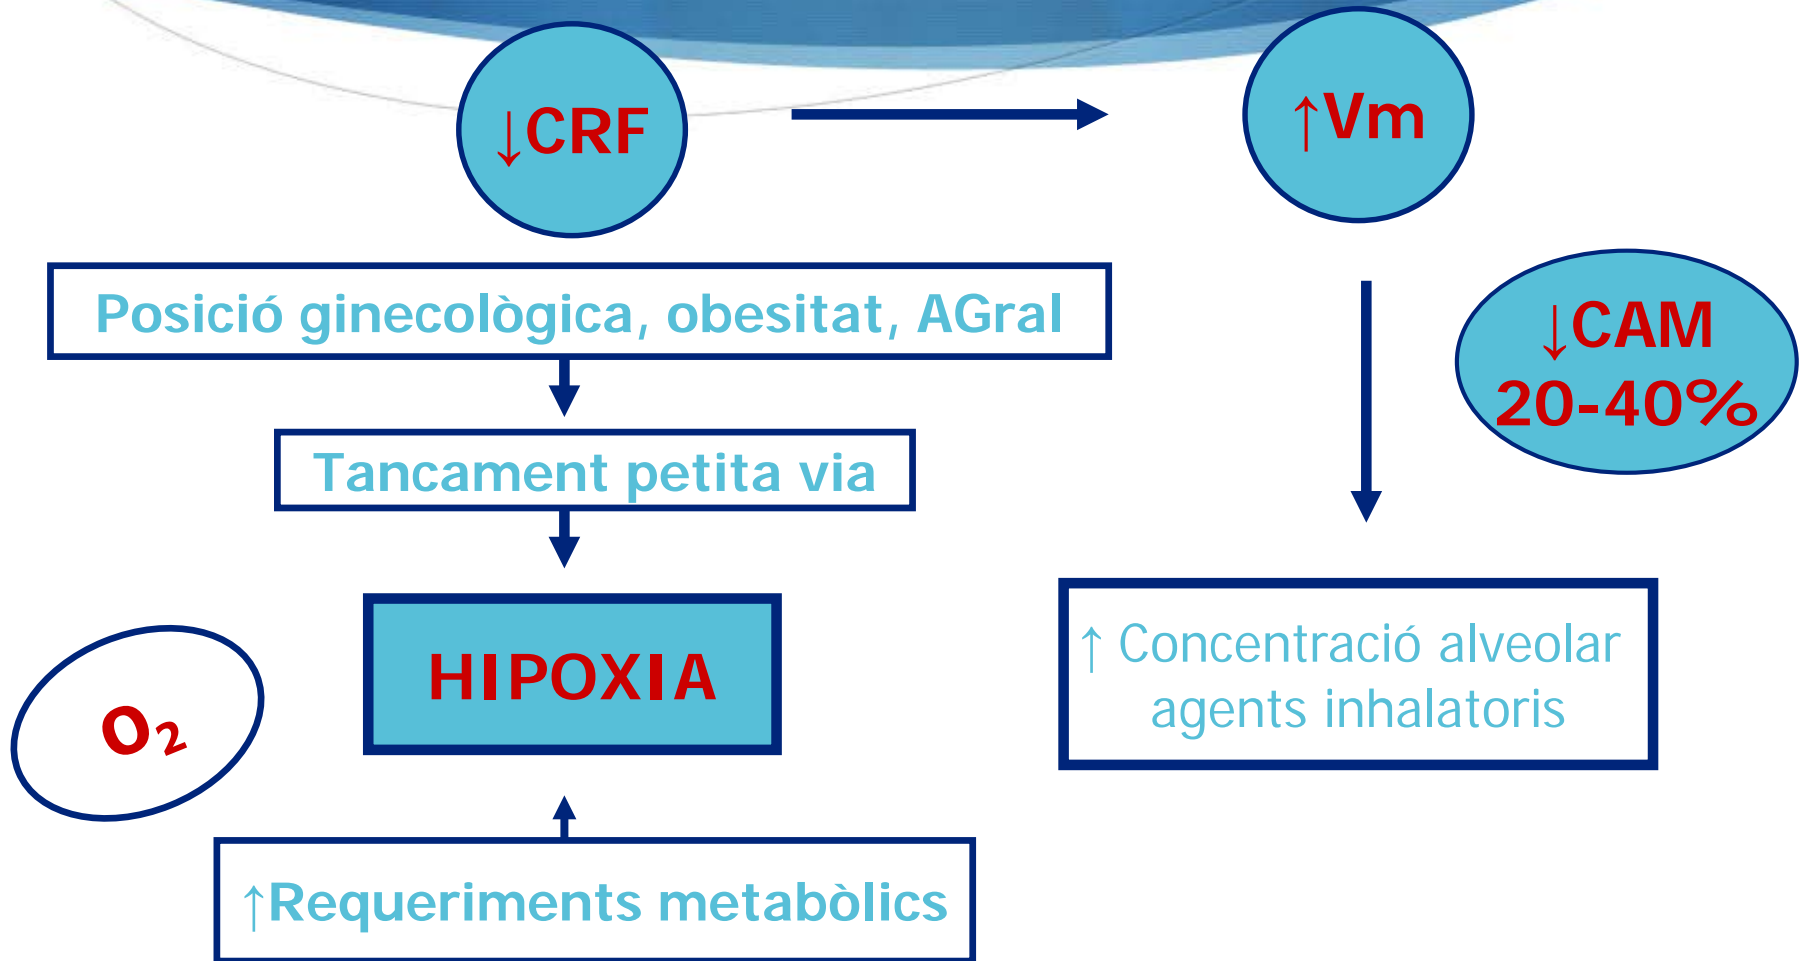 ↓CRF
↑Vm
Posició ginecològica, obesitat, AGral
↓CAM
20-40%
Tancament petita via
HIPOXIA
↑ Concentració alveolar
agents inhalatoris
O₂
↑Requeriments metabòlics